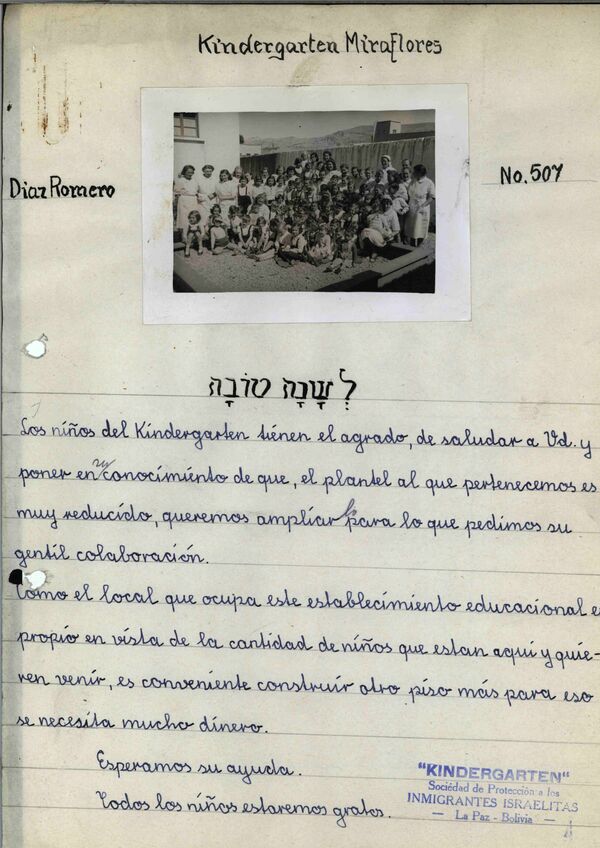 Kindergarten Miraflores
Diaz Romero
No. 507
לְשָׁנָה טוֹבָה
Los niños del Kindergarten tienen el agrado, de saludar a Vd. y
poner en su conocimiento de que, el plantel al que pertenecemos es
muy reducido, queremos ampliarlo para lo que pedimos su
gentil colaboración.
Como el local que ocupa este establecimiento educacional es
propio en vista de la cantidad de niños que estan aquí y quie-
ren venir, es conveniente construir otro piso más para eso
se necesita mucho dinero.
Esperamos su ayuda.
Todos los niños estaremos gratos.
"KINDERGARTEN"
Sociedad de Protección a los
INMIGRANTES ISRAELITAS
— La Paz - Bolivia —